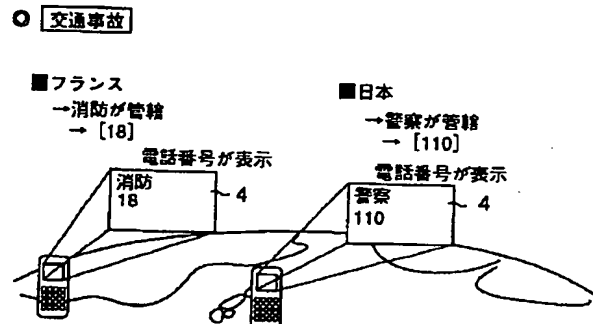 交通事故
■フランス
→消防が管轄
→ [18]
電話番号が表示
消防
18
4
■日本
→警察が管轄
→ [110]
電話番号が表示
警察
110
4